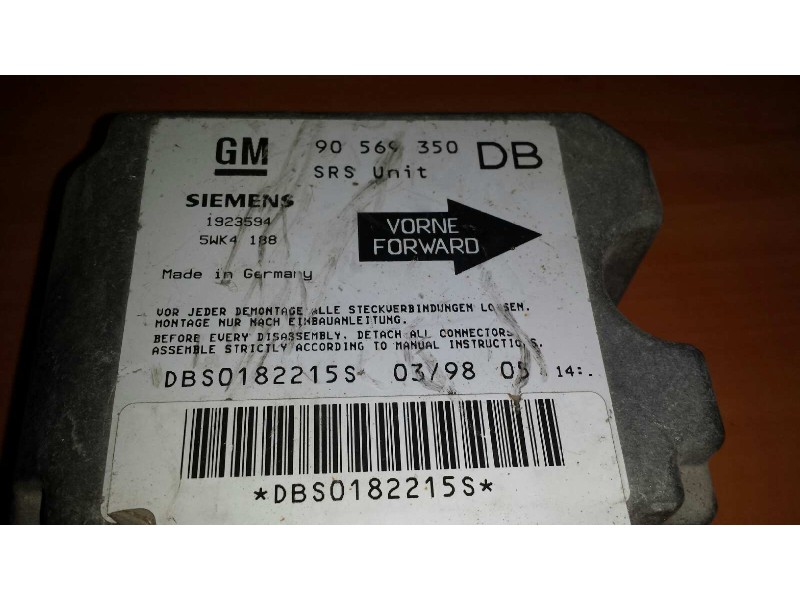 GM 90 569 350 DB
SRS Unit
SIEMENS
1923594
5WK4 188
VORNE
FORWARD
Made in Germany
VOR JEDER DEMONTAGE ALLE STECKVERBINDUNGEN LOESEN.
MONTAGE NUR NACH EINBAUANLEITUNG.
BEFORE EVERY DISASSEMBLY, DETACH ALL CONNECTORS
ASSEMBLE STRICTLY ACCORDING TO MANUAL INSTRUCTIONS.
DBS0182215S 03/98 05
*DBS0182215S*